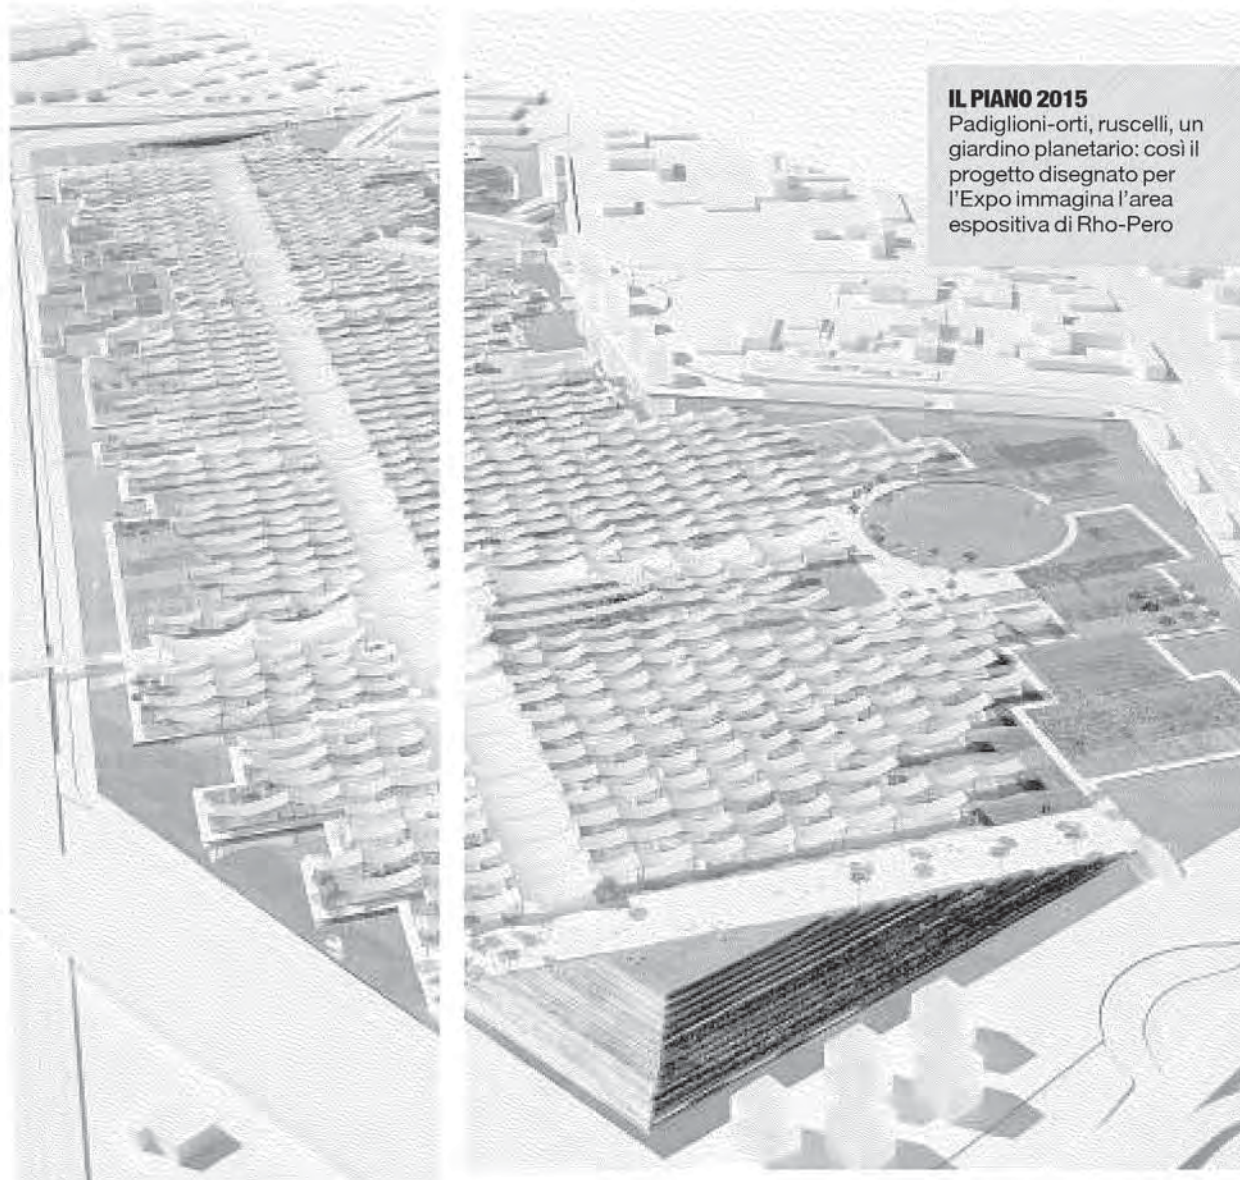 IL PIANO 2015
Padiglioni-orti, ruscelli, un
giardino planetario: così il
progetto disegnato per
l'Expo immagina l'area
espositiva di Rho-Pero